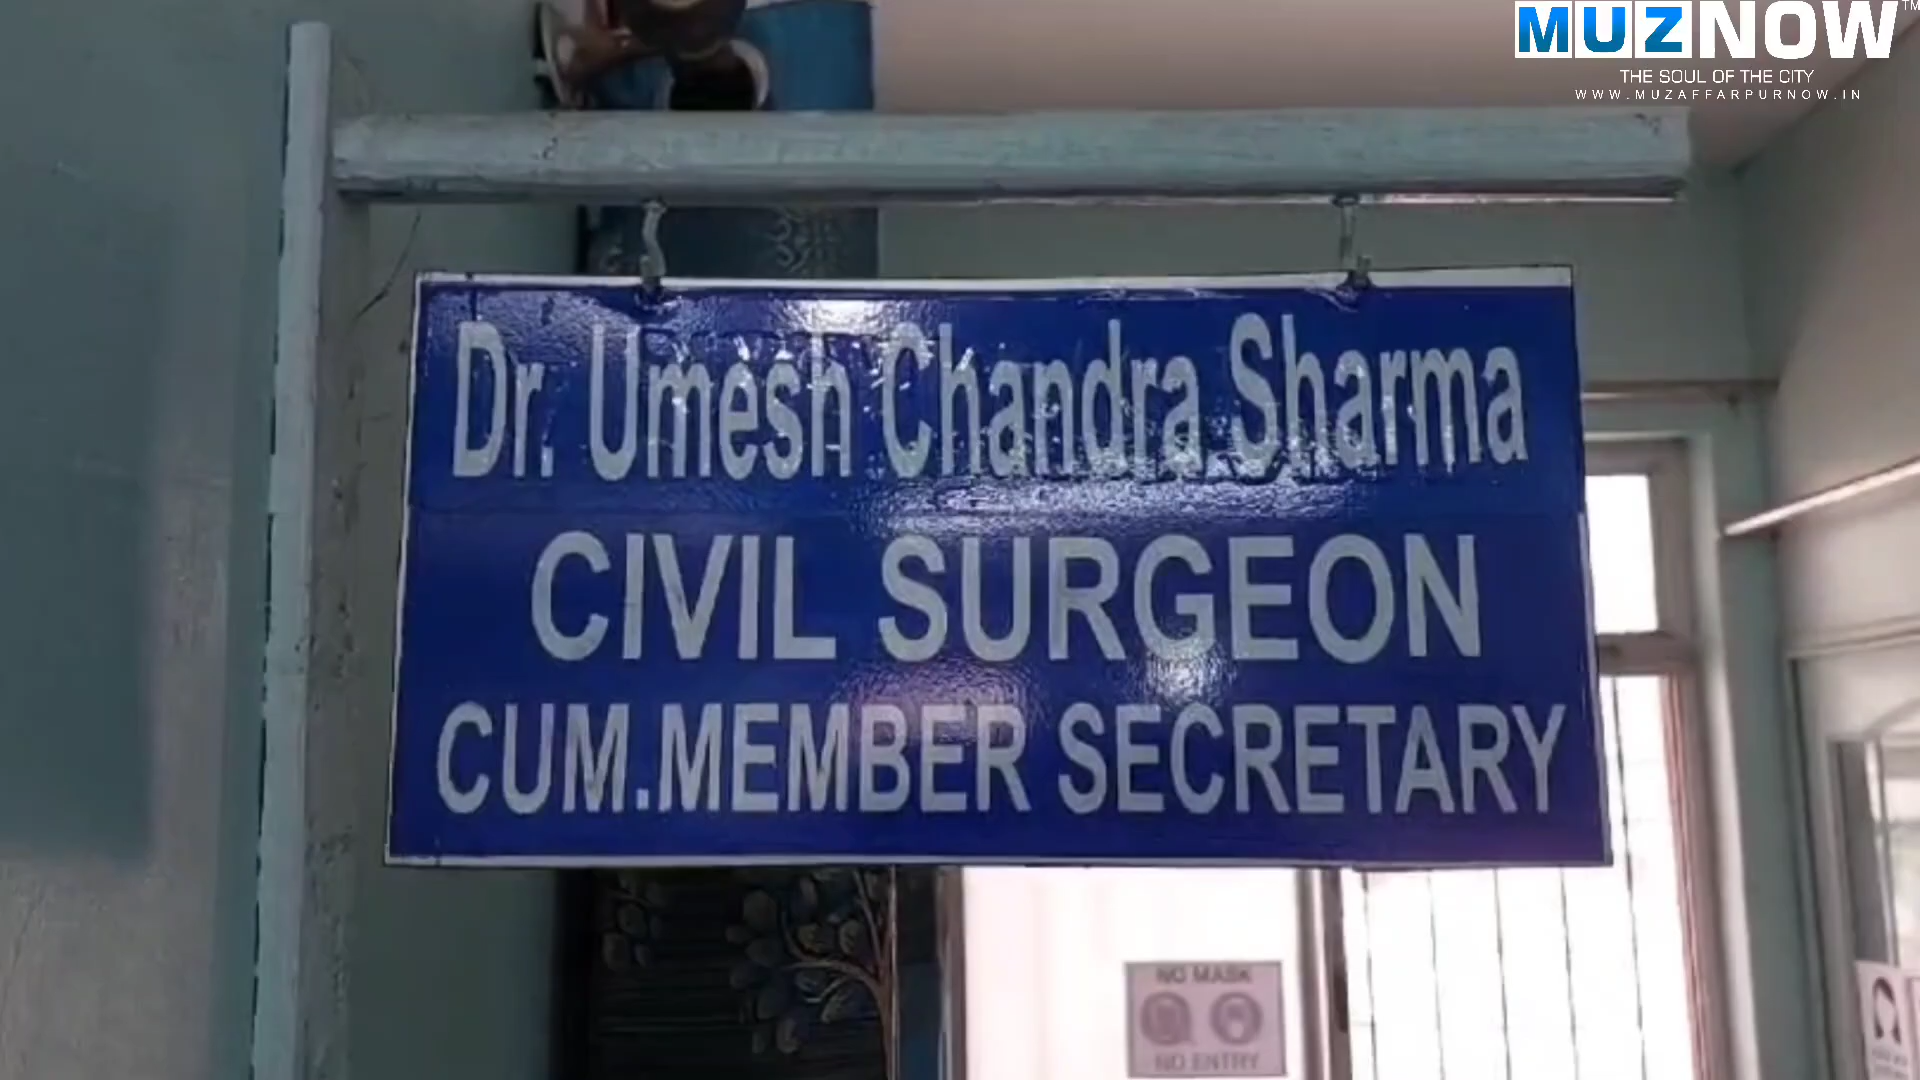 MUZNOW™
THE SOUL OF THE CITY
WWW.MUZAFFARPURNOW.IN
Dr. Umesh Chandra Sharma
CIVIL SURGEON
CUM.MEMBER SECRETARY
NO MASK
NO ENTRY